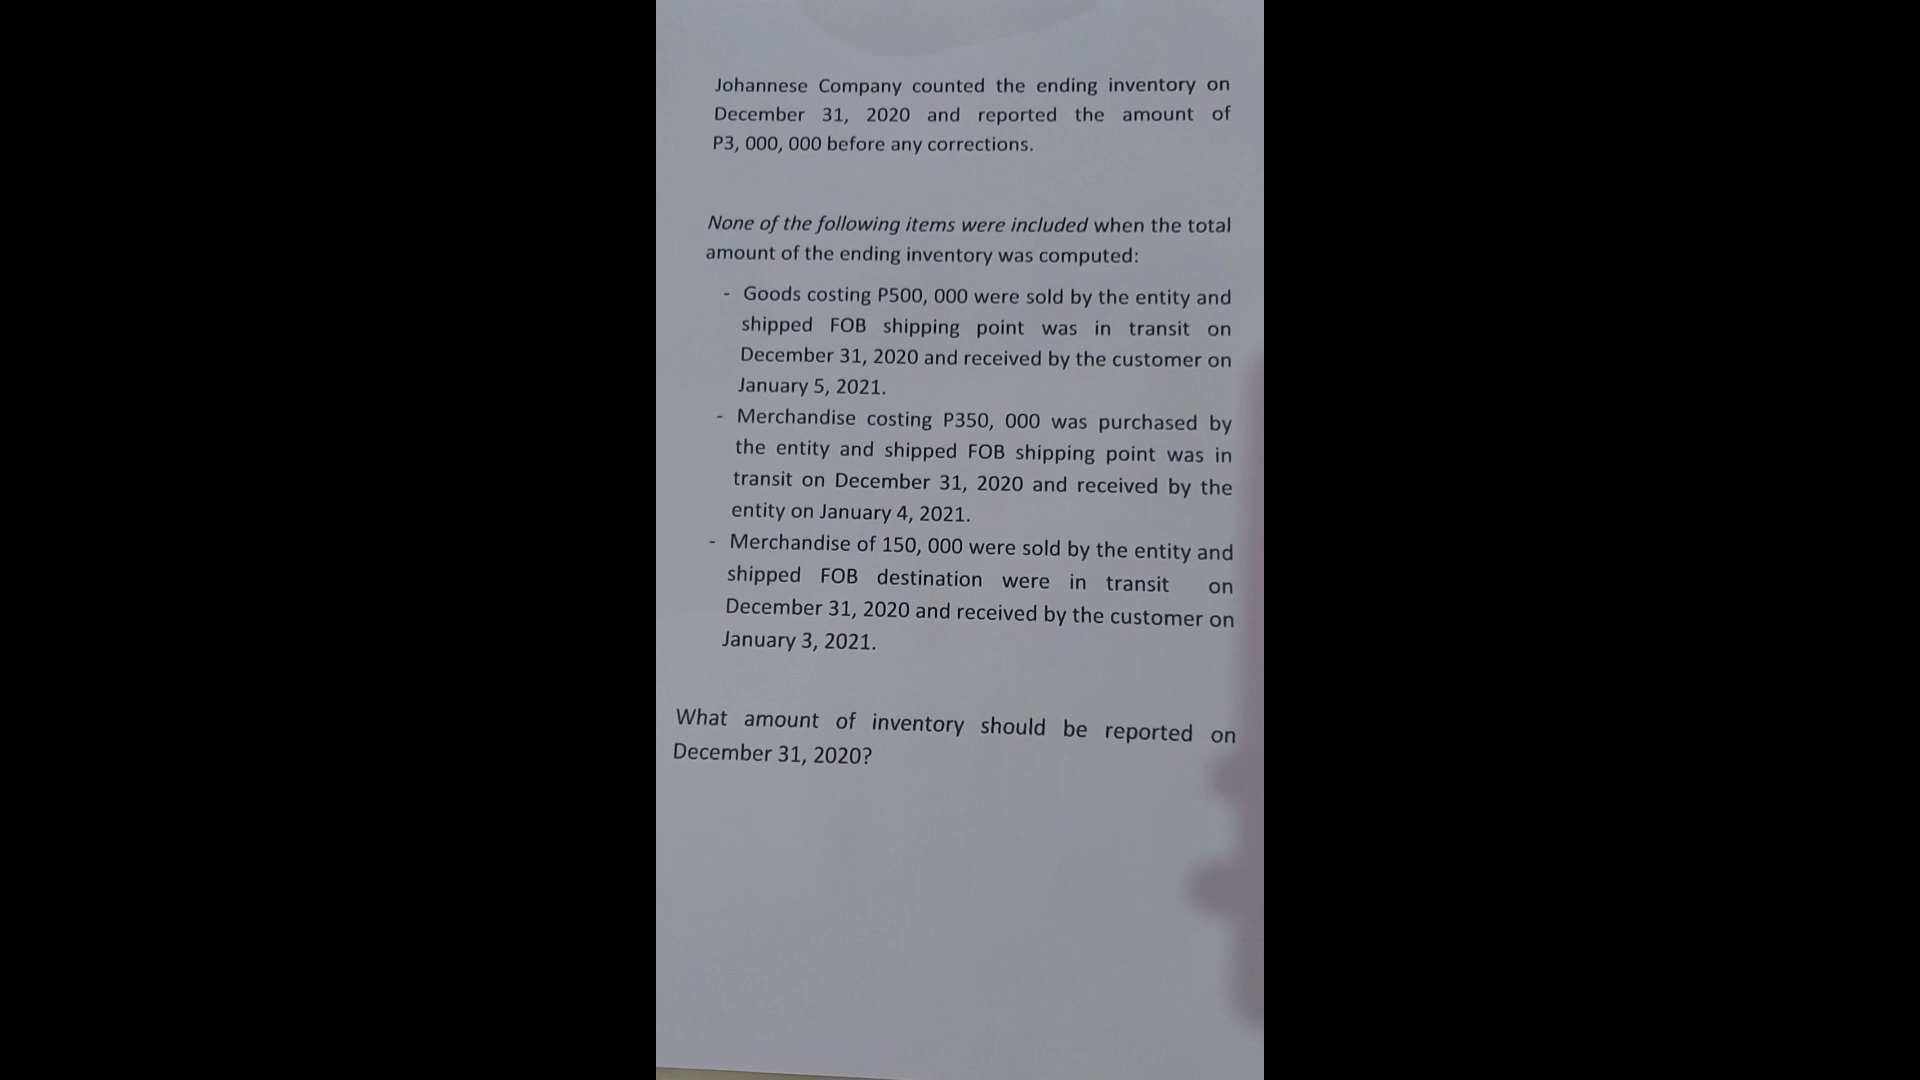 Johannese Company counted the ending inventory on
December 31, 2020 and reported the amount of
P3, 000, 000 before any corrections.
None of the following items were included when the total
amount of the ending inventory was computed:
- Goods costing P500, 000 were sold by the entity and
shipped FOB shipping point was in transit on
December 31, 2020 and received by the customer on
January 5, 2021.
- Merchandise costing P350, 000 was purchased by
the entity and shipped FOB shipping point was in
transit on December 31, 2020 and received by the
entity on January 4, 2021.
- Merchandise of 150, 000 were sold by the entity and
shipped FOB destination were in transit on
December 31, 2020 and received by the customer on
January 3, 2021.
What amount of inventory should be reported on
December 31, 2020?